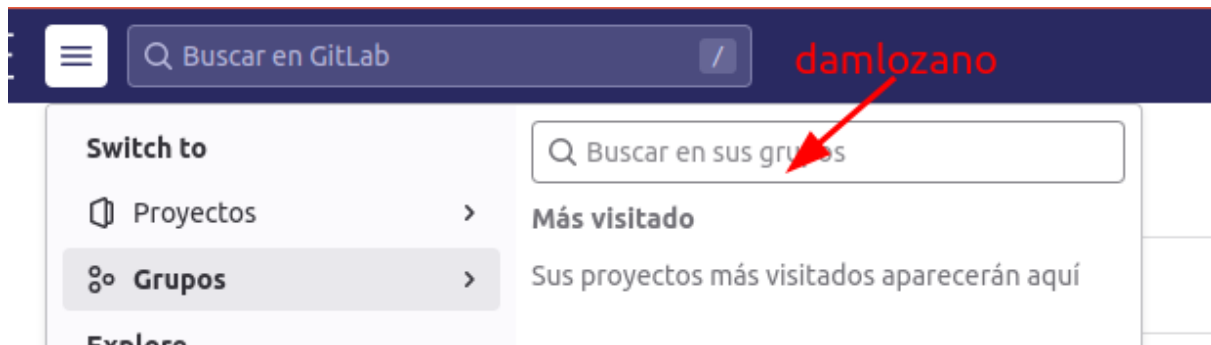 Buscar en GitLab /
damlozano
Switch to
Proyectos
Grupos
Explore
Buscar en sus grupos
Más visitado
Sus proyectos más visitados aparecerán aquí